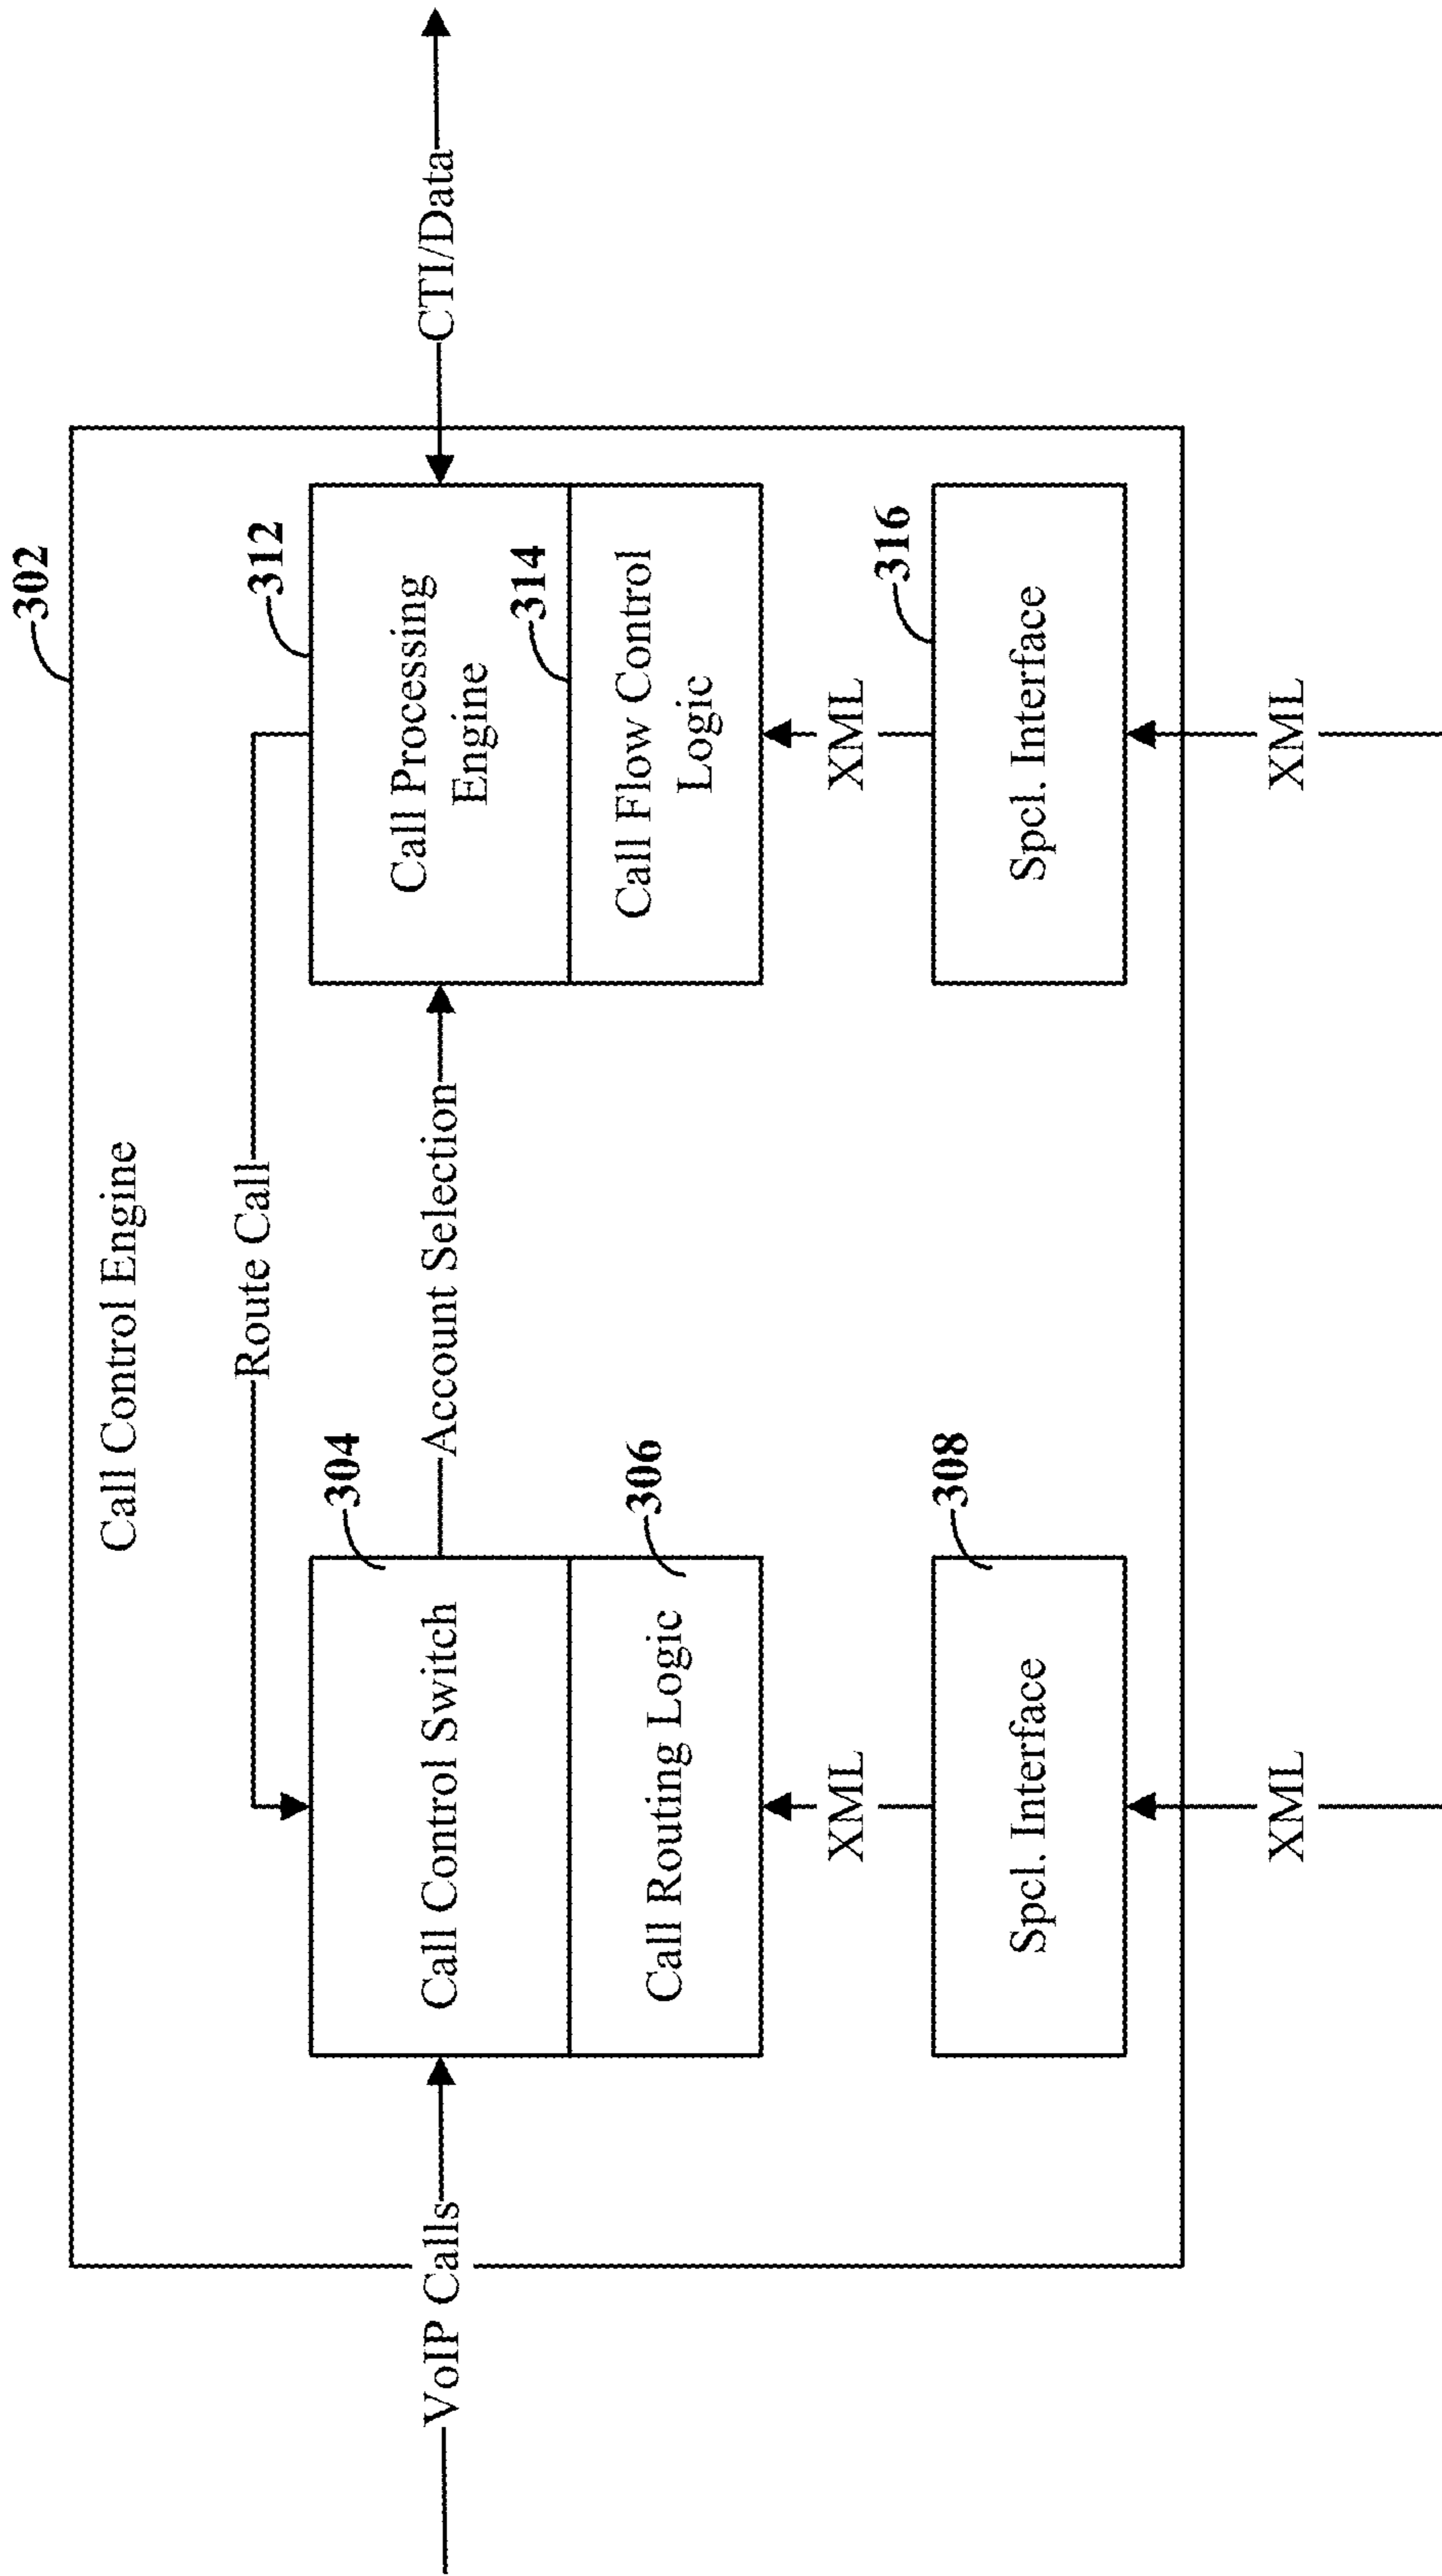 302
Call Control Engine
Route Call
304
312
VoIP Calls
Call Control Switch
Account Selection
Call Processing
Engine
CTI/Data
306
314
Call Routing Logic
Call Flow Control
Logic
XML
XML
308
316
Spcl. Interface
Spcl. Interface
XML
XML